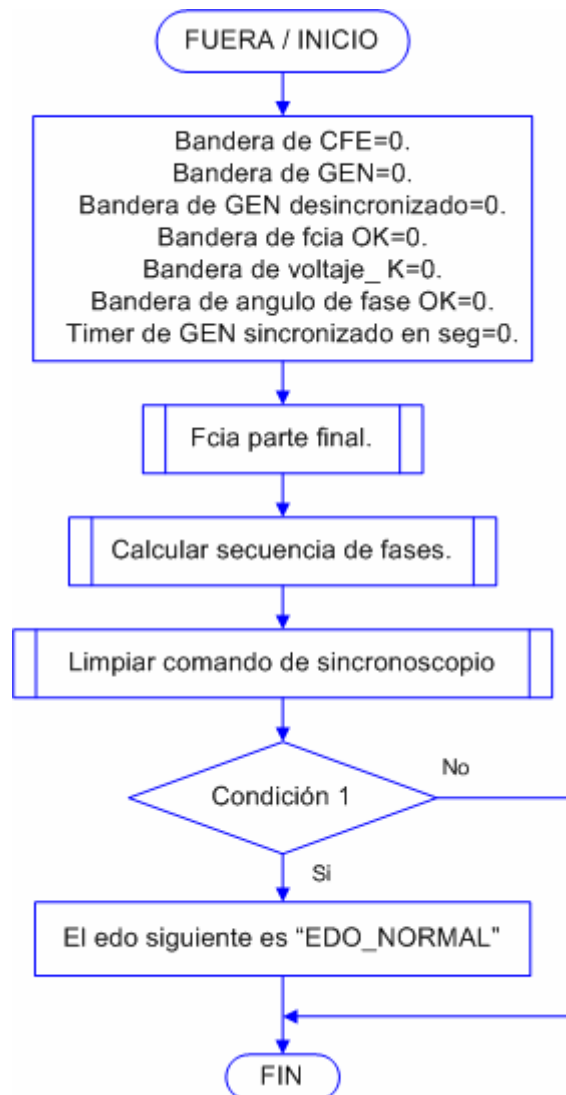 FUERA / INICIO
Bandera de CFE=0.
Bandera de GEN=0.
Bandera de GEN desincronizado=0.
Bandera de fcia OK=0.
Bandera de voltaje_ K=0.
Bandera de angulo de fase OK=0.
Timer de GEN sincronizado en seg=0.
Fcia parte final.
Calcular secuencia de fases.
Limpiar comando de sincronoscopio
Condición 1
No
Si
El edo siguiente es “EDO_NORMAL"
FIN